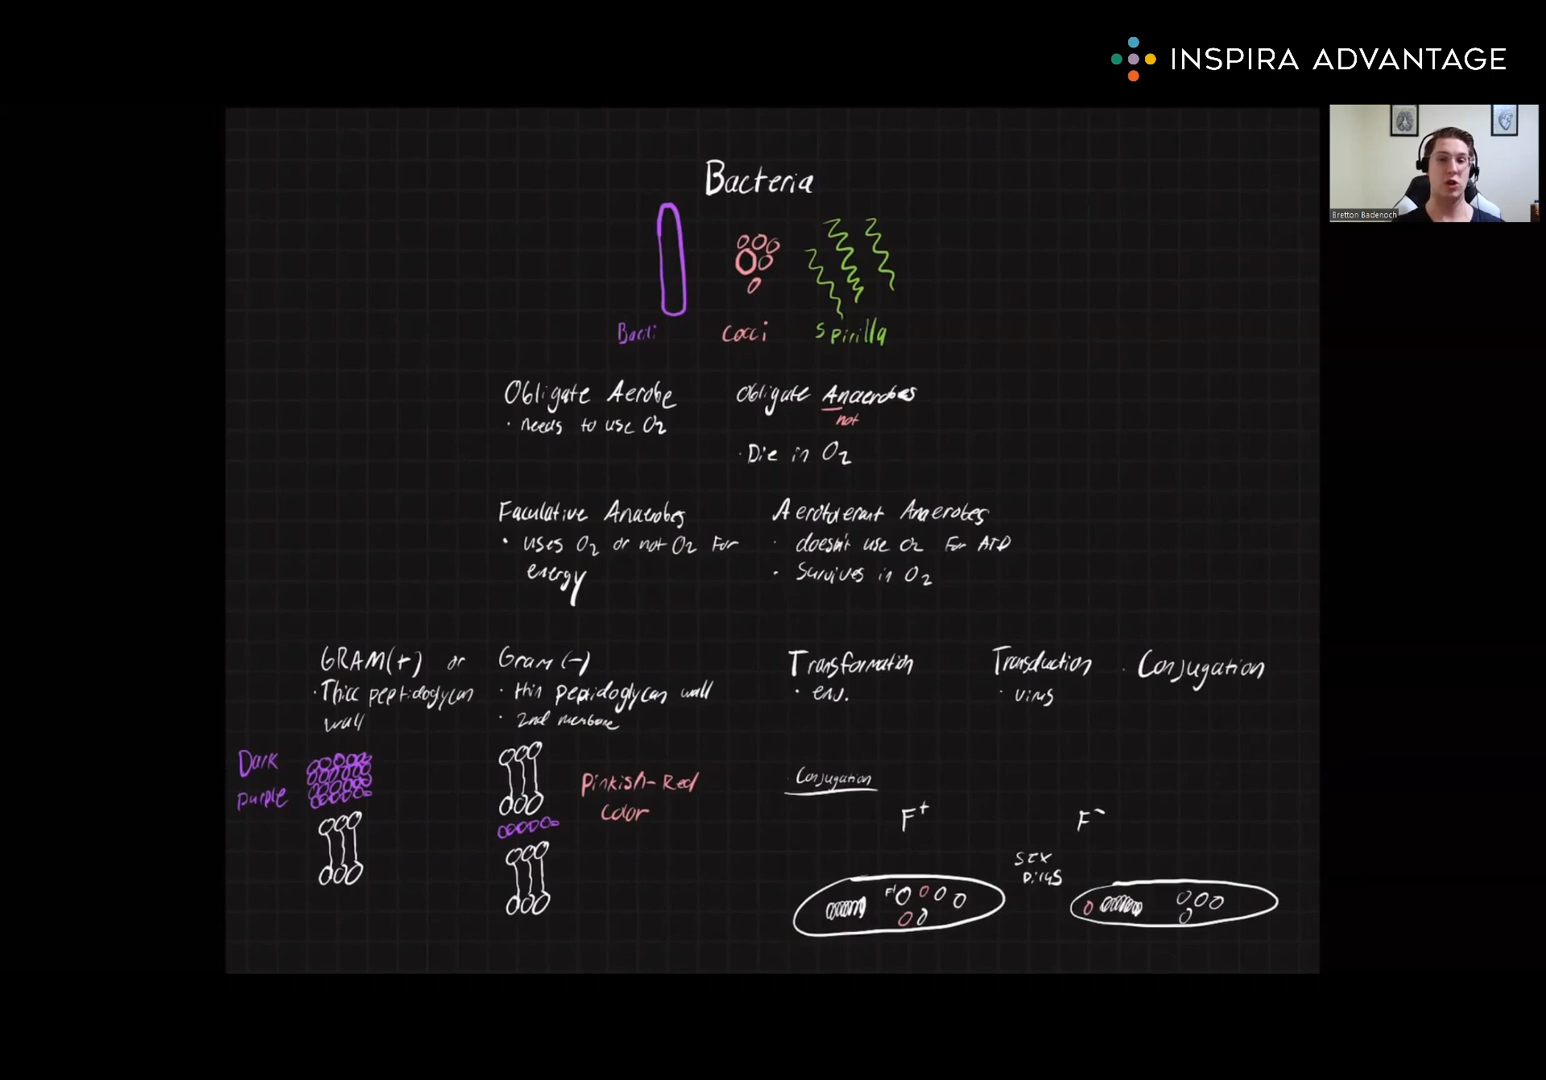 INSPIRA ADVANTAGE
Bretton Badenoch
Bacteria
Cocci
Spirilla
Obligate Aerobe
· needs to use O2
Obligate Anaerobes
not
· Die in O2
Faculative Anaerobes
· uses O2 or not O2 for
energy
Aerotolerant Anaerobes
· doesn't use O2 for ATP
· Survives in O2
GRAM(+) or Gram(-)
· Thicc peptidoglycan
wall
· thin peptidoglycan wall
· 2nd membrane
Dark
purple
Pinkish-Red
Color
Transformation
· env.
Transduction
· virus
· Conjugation
· Conjugation
F+
F-
sex
pilus
F+